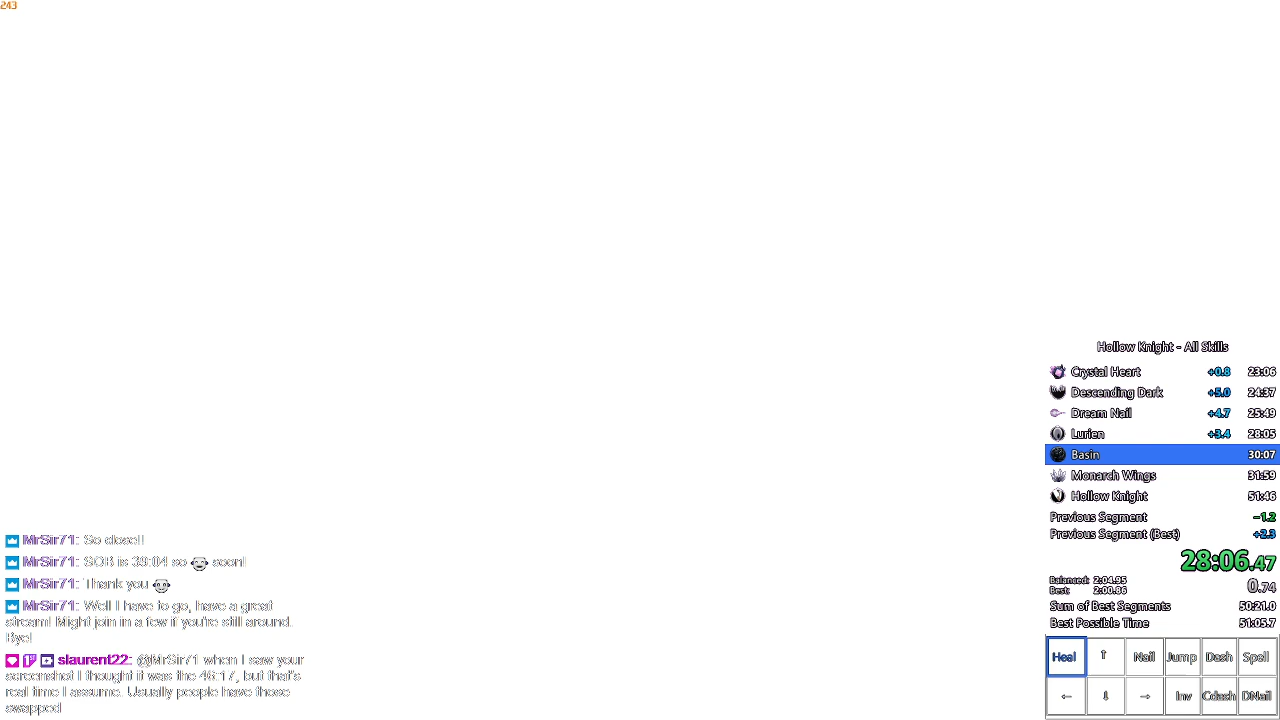 243
Hollow Knight - All Skills
Crystal Heart +0.8 23:06
Descending Dark +5.0 24:37
Dream Nail +4.7 25:49
Lurien +3.4 28:05
Basin 30:07
Monarch Wings 31:59
Hollow Knight 51:46
Previous Segment −1.2
Previous Segment (Best) +2.3
28:06.47
Balanced: 2:04.95 0.74
Best: 2:00.86
Sum of Best Segments 50:21.0
Best Possible Time 51:05.7
Heal ↑ Nail Jump Dash Spell
← ↓ → Inv Cdash DNail
MrSir71: So close!!
MrSir71: SOB is 39:04 so soon!
MrSir71: Thank you
MrSir71: Well I have to go, have a great
stream! Might join in a few if you're still around.
Bye!
slaurent22: @MrSir71 when I saw your
screenshot I thought it was the 46:17, but that's
real time I assume. Usually people have those
swapped